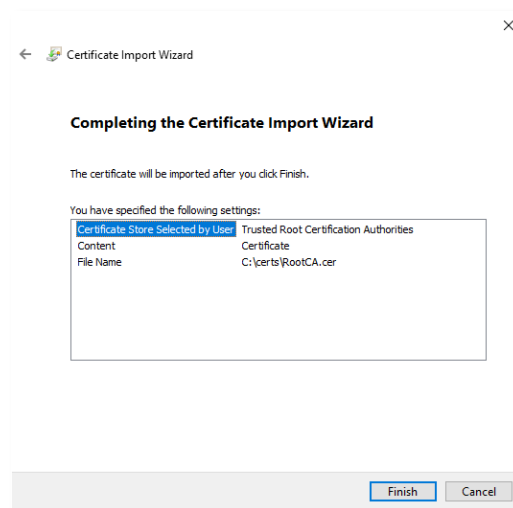 Certificate Import Wizard
Completing the Certificate Import Wizard
The certificate will be imported after you click Finish.
You have specified the following settings:
Certificate Store Selected by User Trusted Root Certification Authorities
Content Certificate
File Name C:\certs\RootCA.cer
Finish Cancel